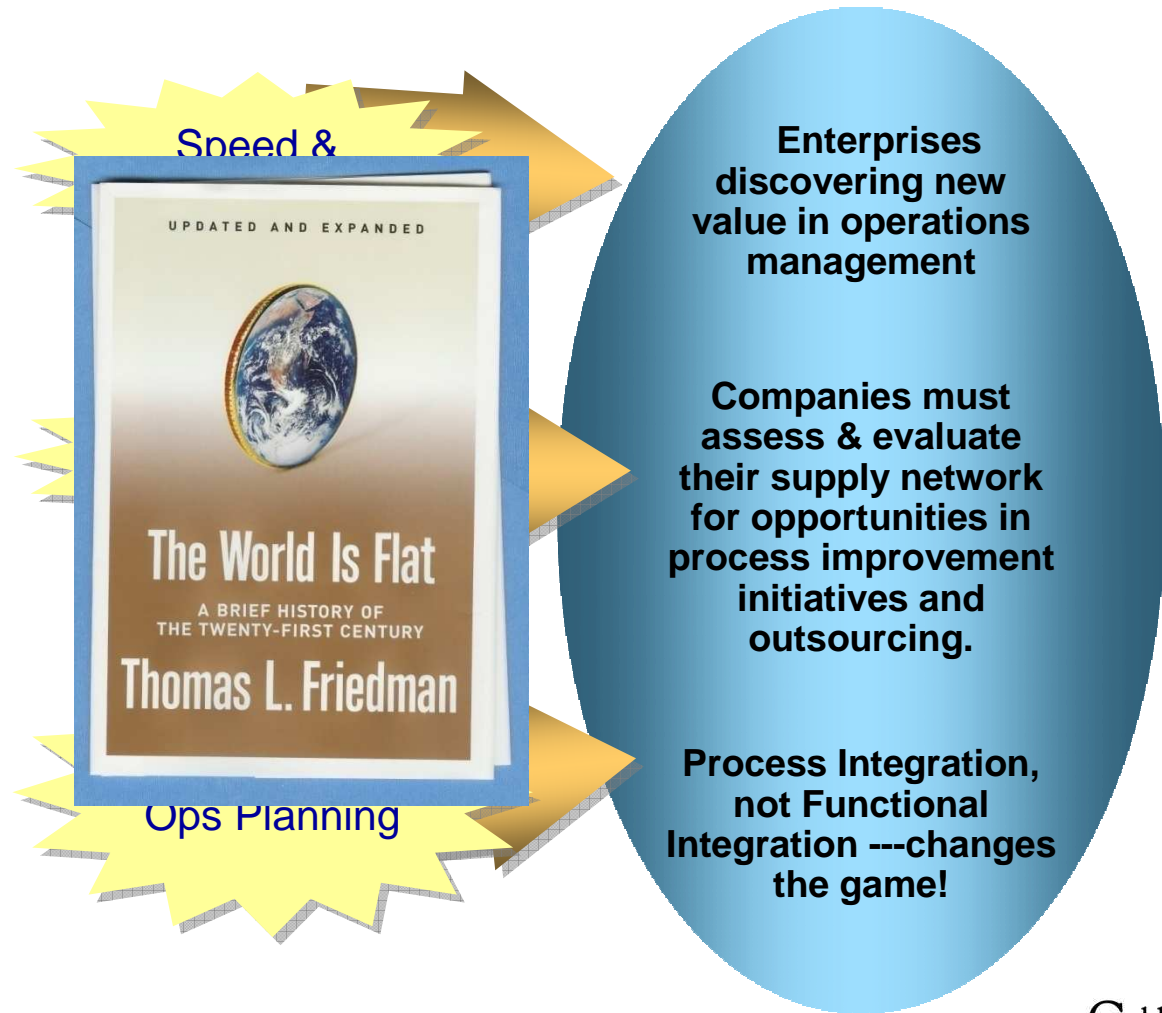 Speed &
UPDATED AND EXPANDED
The World Is Flat
A BRIEF HISTORY OF
THE TWENTY-FIRST CENTURY
Thomas L. Friedman
Ops Planning
Enterprises
discovering new
value in operations
management
Companies must
assess & evaluate
their supply network
for opportunities in
process improvement
initiatives and
outsourcing.
Process Integration,
not Functional
Integration ---changes
the game!